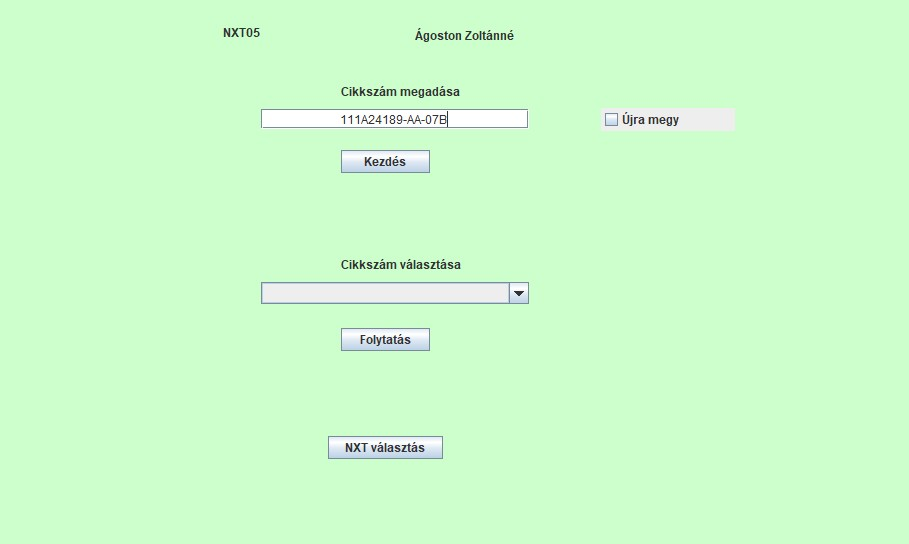 NXT05
Ágoston Zoltánné
Cikkszám megadása
111A24189-AA-07B
Újra megy
Kezdés
Cikkszám választása
Folytatás
NXT választás